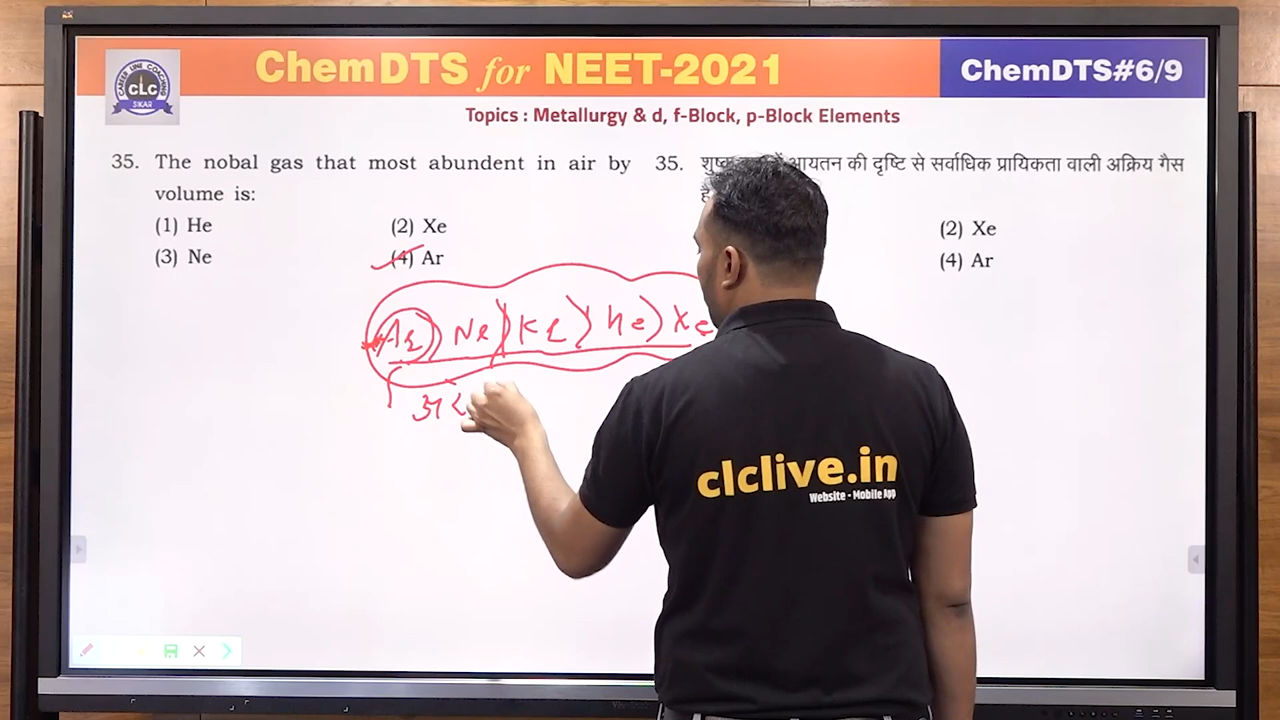 ChemDTS for NEET-2021
ChemDTS#6/9
CAREER LINE COACHING
CLC
SIKAR
Topics : Metallurgy & d, f-Block, p-Block Elements
35. The nobal gas that most abundent in air by
volume is:
(1) He (2) Xe
(3) Ne (4) Ar
35. आयतन की दृष्टि से सर्वाधिक प्रायिकता वाली अक्रिय गैस
(2) Xe
(4) Ar
Ar > Ne > Kr > He > Xe
clclive.in
Website - Mobile App